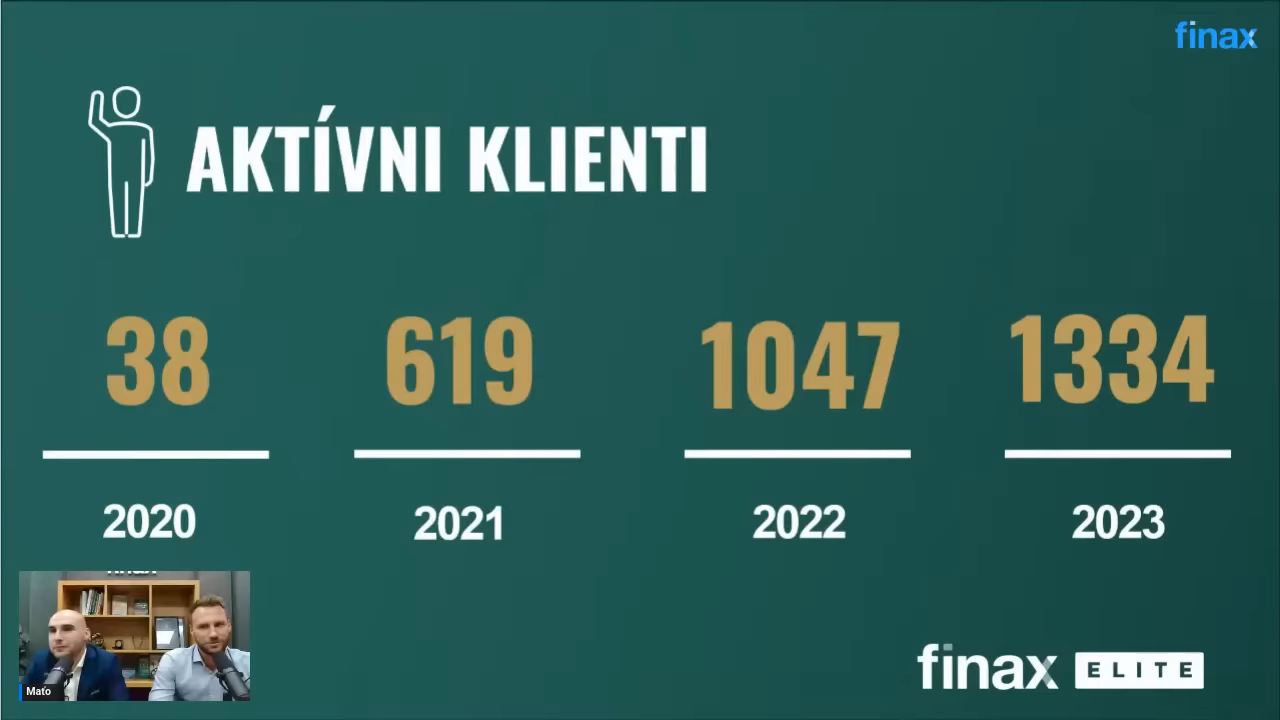 finax
AKTÍVNI KLIENTI
38 619 1047 1334
2020 2021 2022 2023
Maťo
finax ELITE